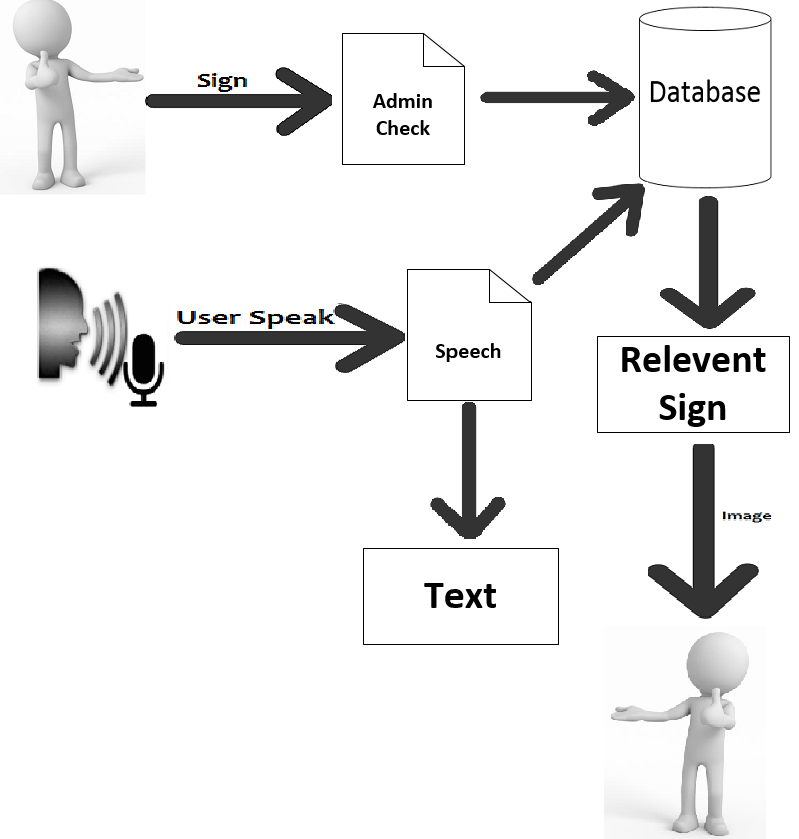 Sign
Admin
Check
Database
User Speak
Speech
Relevent
Sign
Image
Text